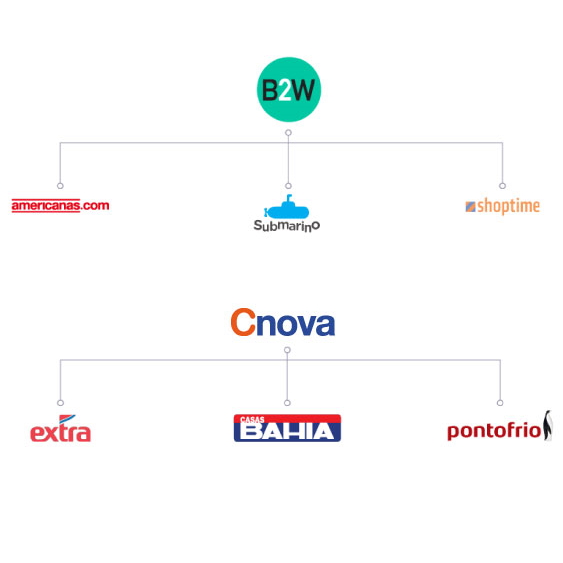 B2W
americanas.com
Submarino
shoptime
Cnova
extra
CASAS
BAHIA
pontofrio